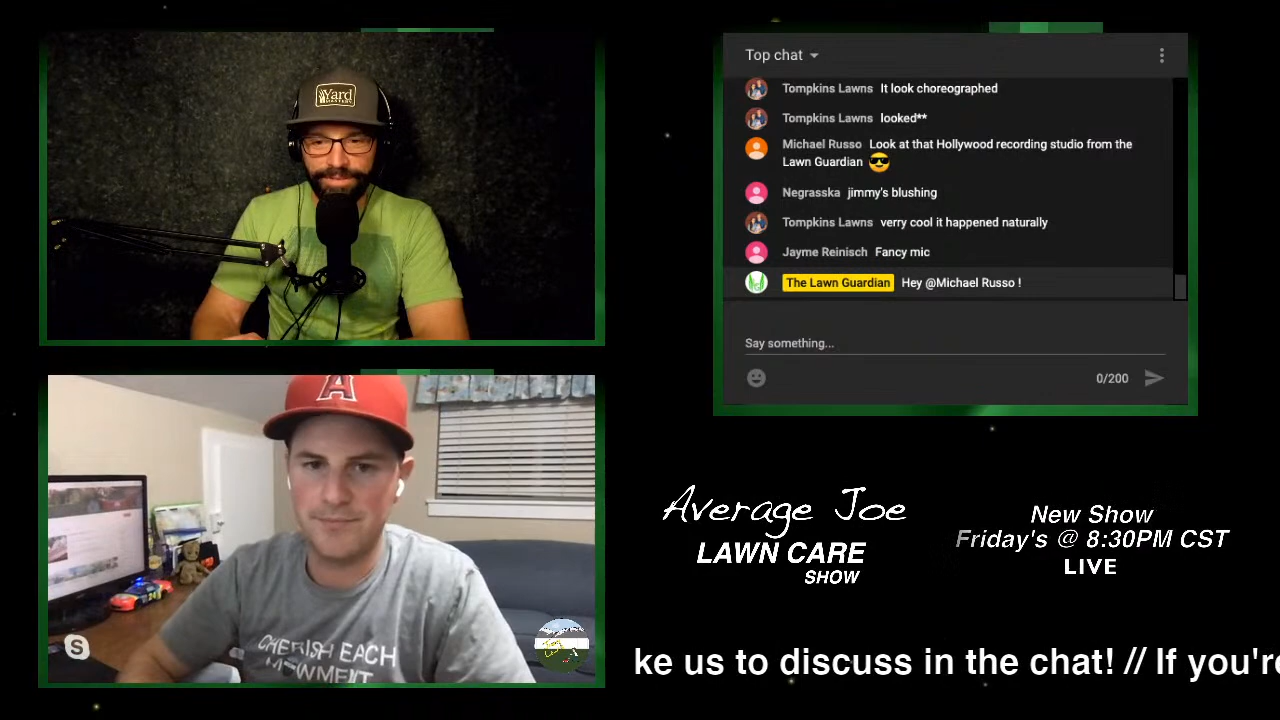 Yard
Top chat
Tompkins Lawns It look choreographed
Tompkins Lawns looked**
Michael Russo Look at that Hollywood recording studio from the
Lawn Guardian 😎
Negrasska jimmy's blushing
Tompkins Lawns verry cool it happened naturally
Jayme Reinisch Fancy mic
The Lawn Guardian Hey @Michael Russo !
Say something...
0/200
A
24
CHERISH EACH
MOWMENT
S
Average Joe
LAWN CARE
SHOW
New Show
Friday's @ 8:30PM CST
LIVE
ke us to discuss in the chat! // If you're